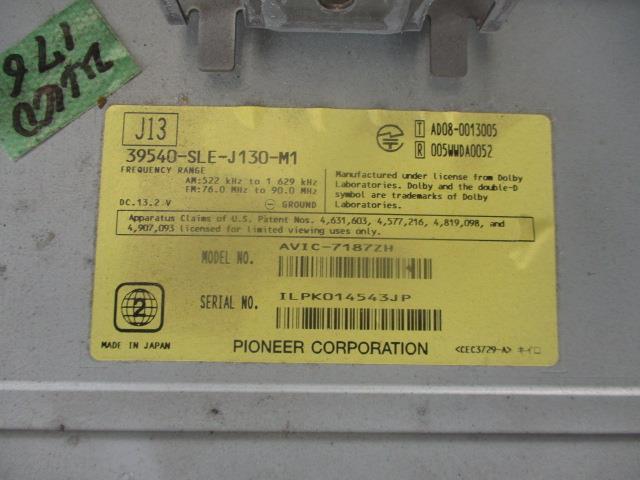 176
J13
39540-SLE-J130-M1
FREQUENCY RANGE
AM:522 kHz to 1 629 kHz
FM:76.0 MHz to 90.0 MHz
DC.13.2 V ⊖ GROUND
T AD08-0013005
R 005WWDA0052
Manufactured under license from Dolby
Laboratories. Dolby and the double-D
symbol are trademarks of Dolby
Laboratories.
Apparatus Claims of U.S. Patent Nos. 4,631,603, 4,577,216, 4,819,098, and
4,907,093 licensed for limited viewing uses only.
MODEL NO. AVIC-7187ZH
SERIAL NO. ILPK014543JP
2
MADE IN JAPAN
PIONEER CORPORATION
<CEC3729-A> キイロ